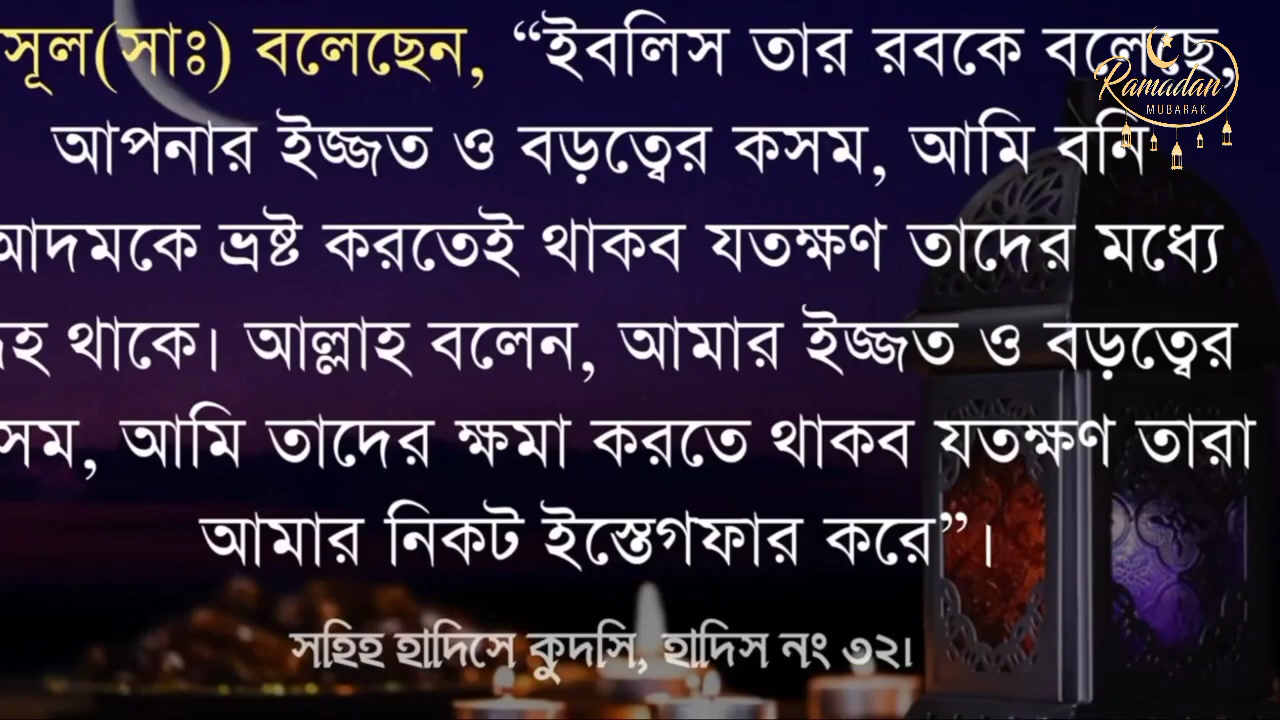 সূল(সাঃ) বলেছেন, “ইবলিস তার রবকে বলেছে,
আপনার ইজ্জত ও বড়ত্বের কসম, আমি বনি
আদমকে ভ্রষ্ট করতেই থাকব যতক্ষণ তাদের মধ্যে
হ থাকে। আল্লাহ বলেন, আমার ইজ্জত ও বড়ত্বের
সম, আমি তাদের ক্ষমা করতে থাকব যতক্ষণ তারা
আমার নিকট ইস্তেগফার করে”।
সহিহ হাদিসে কুদসি, হাদিস নং ৩২।
Ramadan
MUBARAK